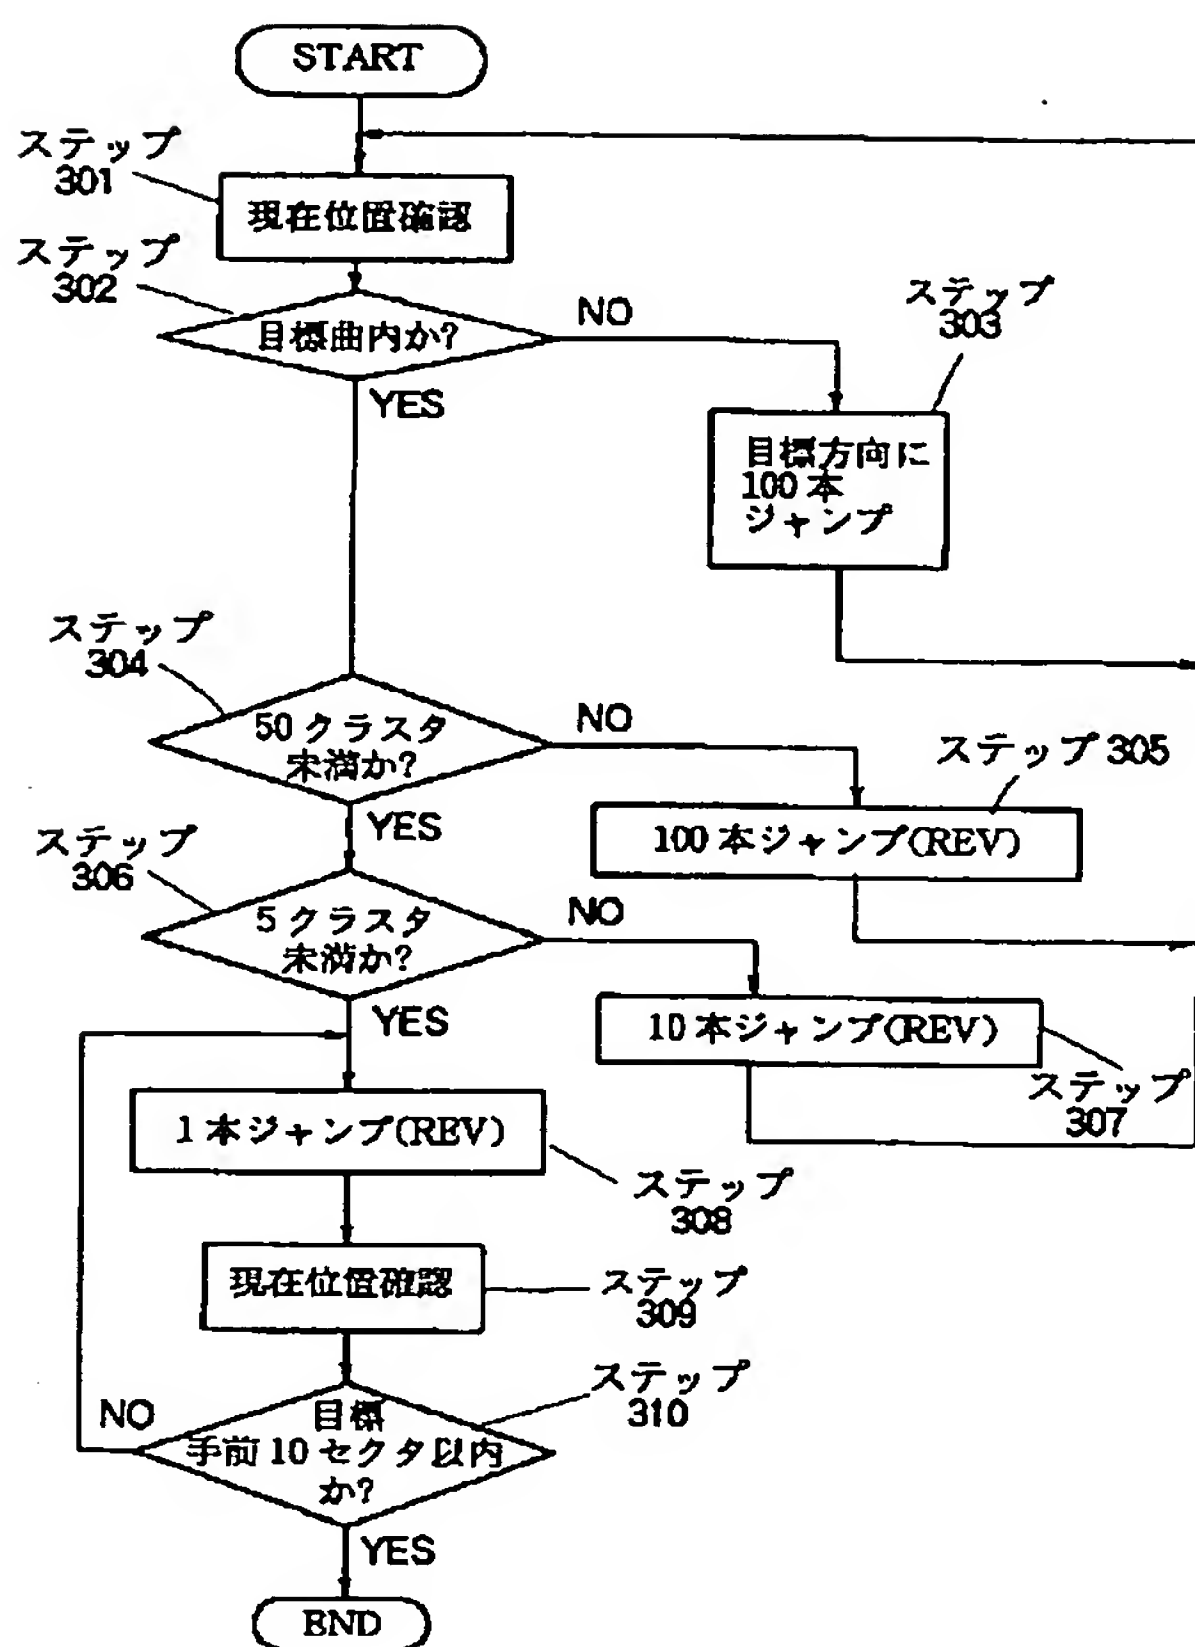 START
ステップ
301
現在位置確認
ステップ
302
目標曲内か?
NO
YES
ステップ
303
目標方向に
100本
ジャンプ
ステップ
304
50クラスタ
未満か?
NO
YES
ステップ305
100本ジャンプ(REV)
ステップ
306
5クラスタ
未満か?
NO
YES
10本ジャンプ(REV)
ステップ
307
1本ジャンプ(REV)
ステップ
308
現在位置確認
ステップ
309
ステップ
310
目標
手前10セクタ以内
か?
NO
YES
END